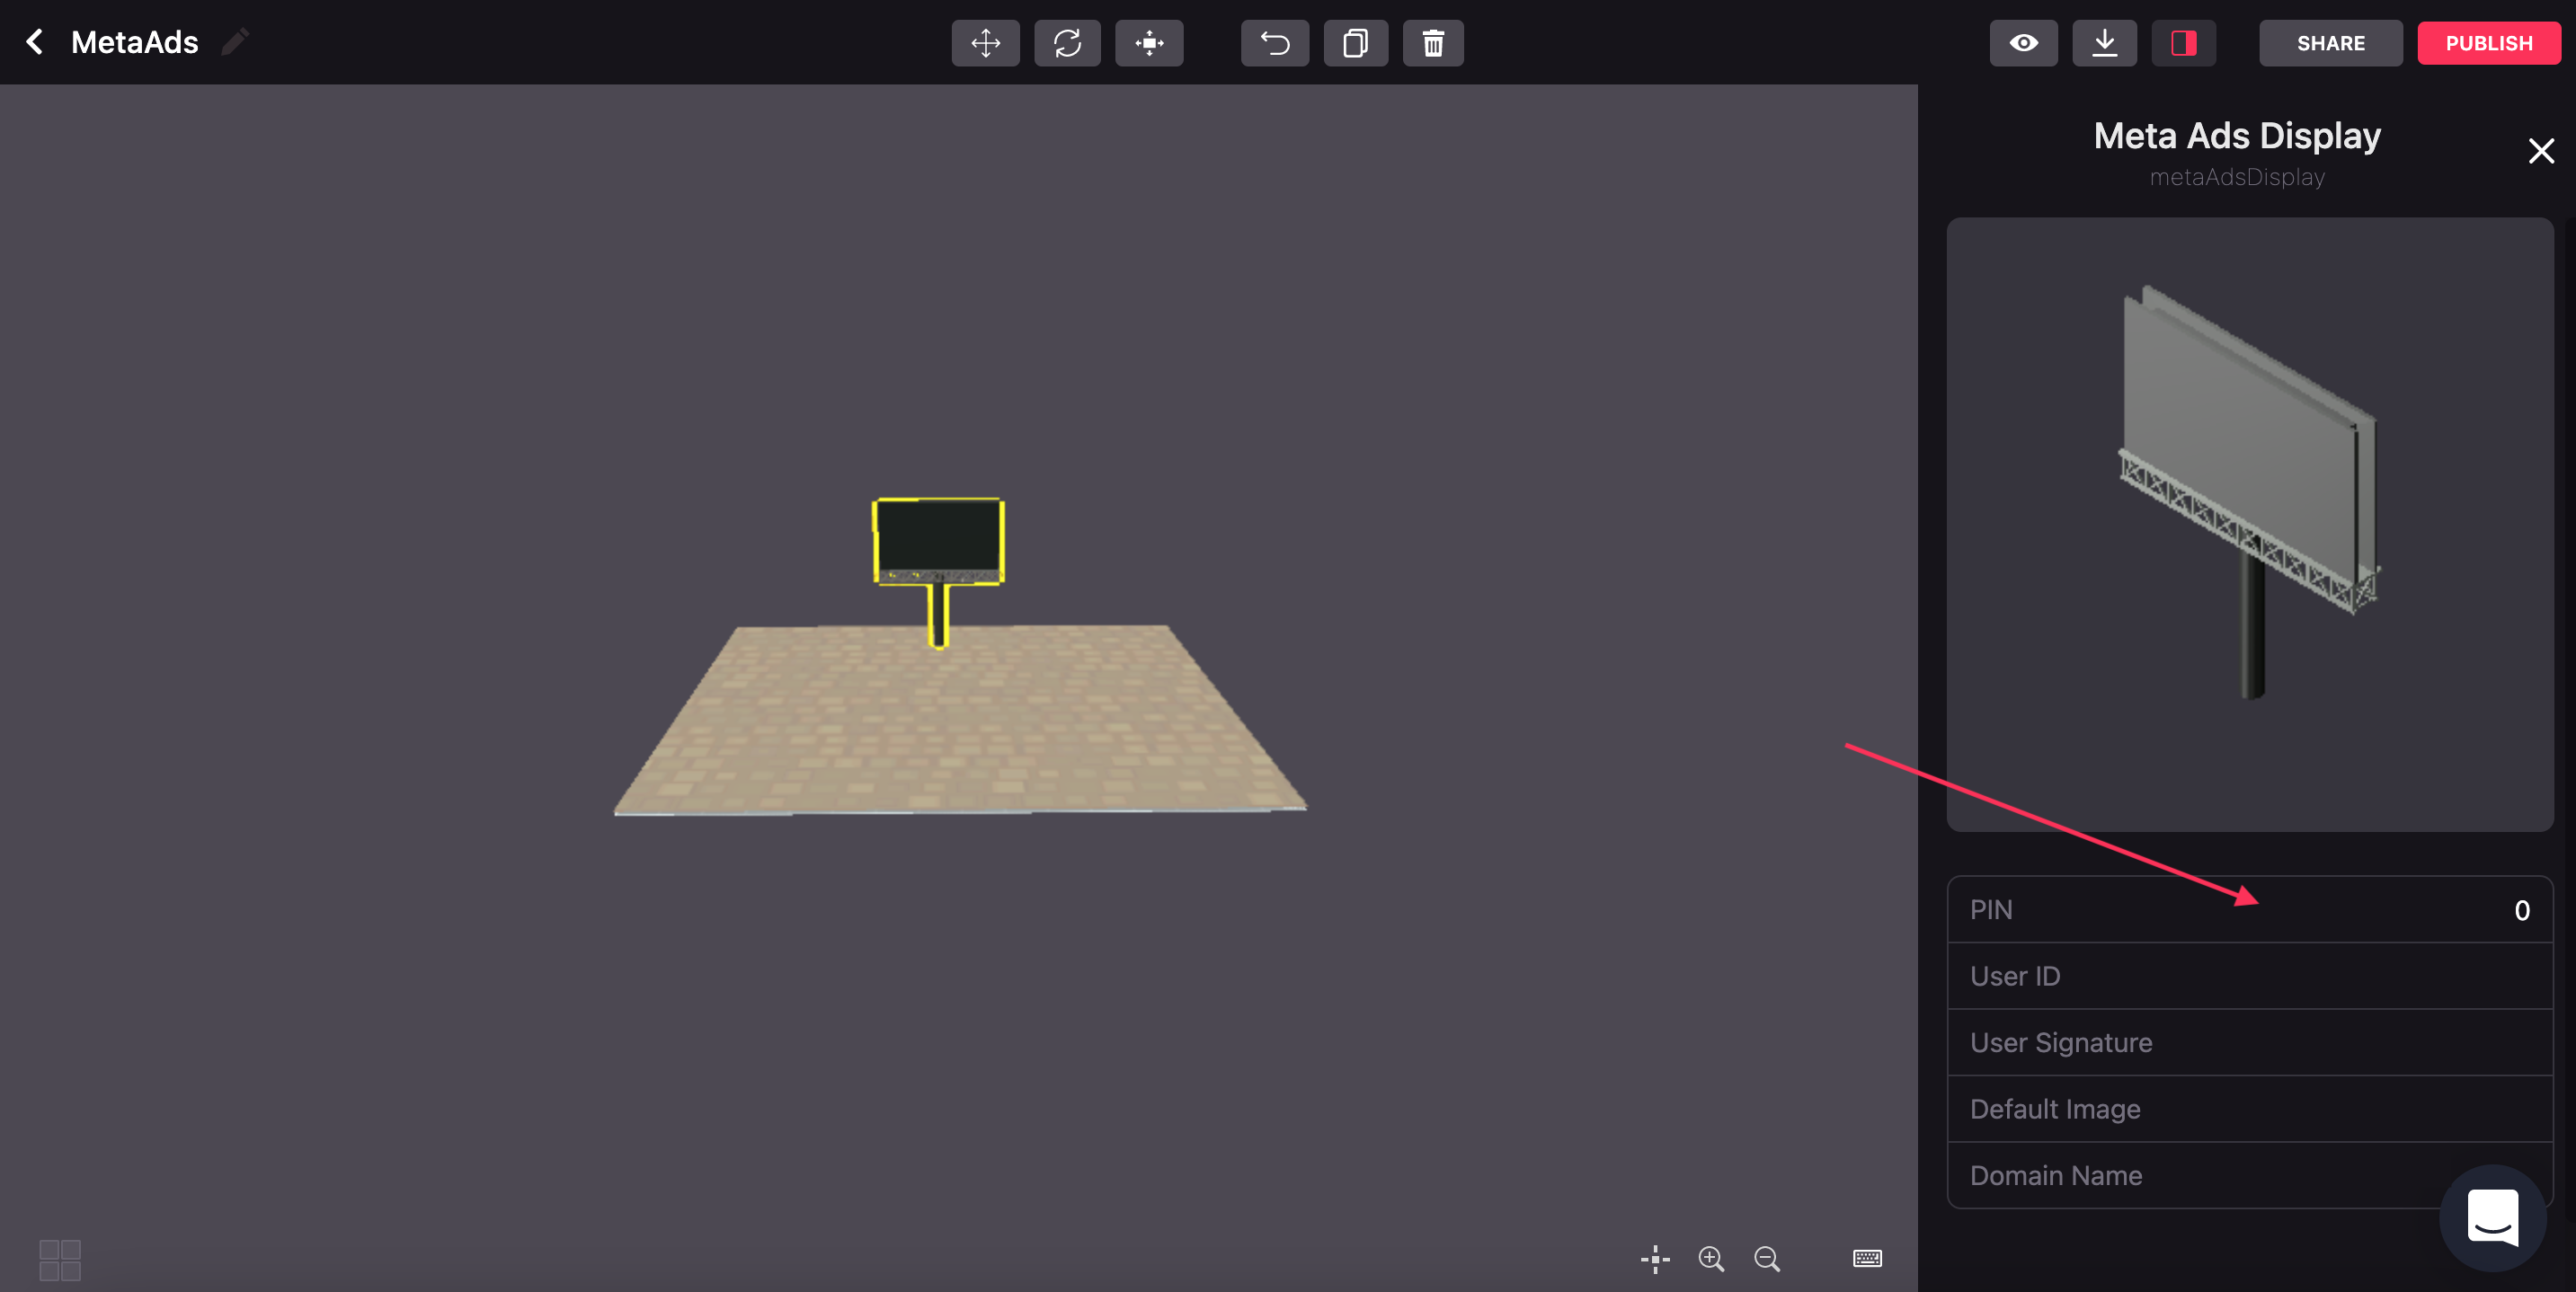 MetaAds
SHARE
PUBLISH
Meta Ads Display
metaAdsDisplay
PIN 0
User ID
User Signature
Default Image
Domain Name